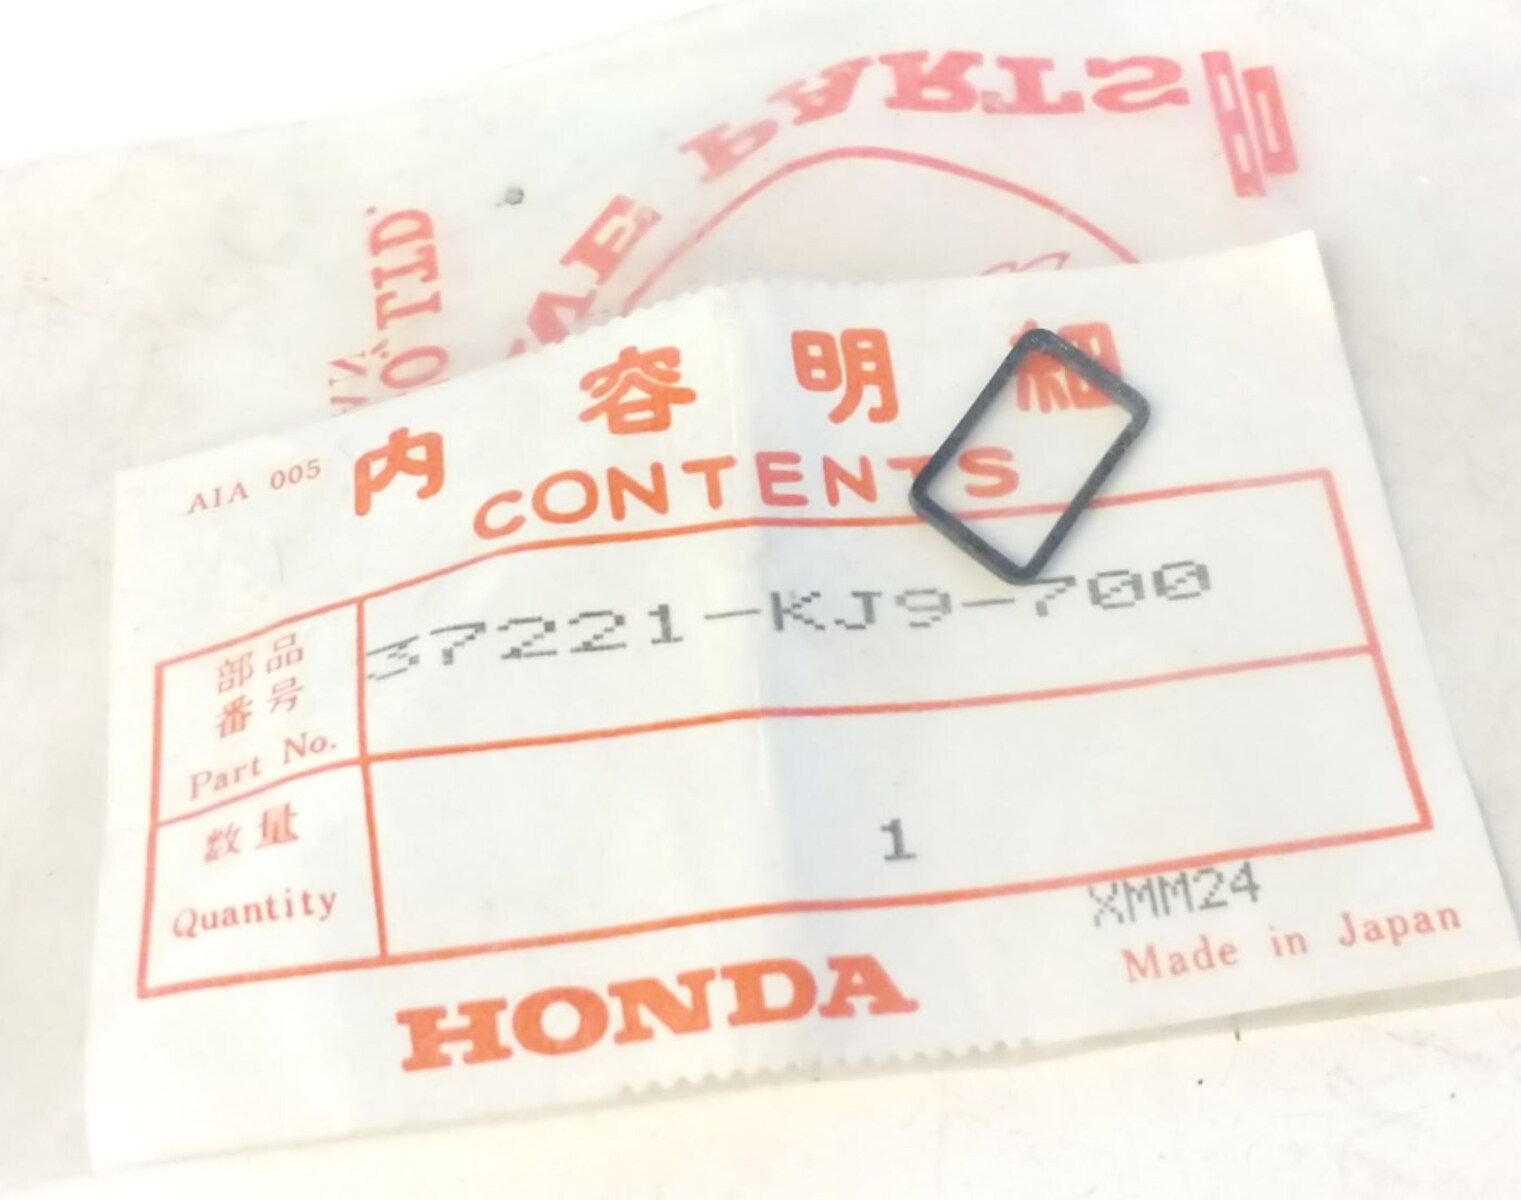 PARTS
CO LTD.
AIA 005
内容明細
CONTENTS
部品
番号
Part No.
37221-KJ9-700
数量
Quantity
1
XMM24
HONDA
Made in Japan